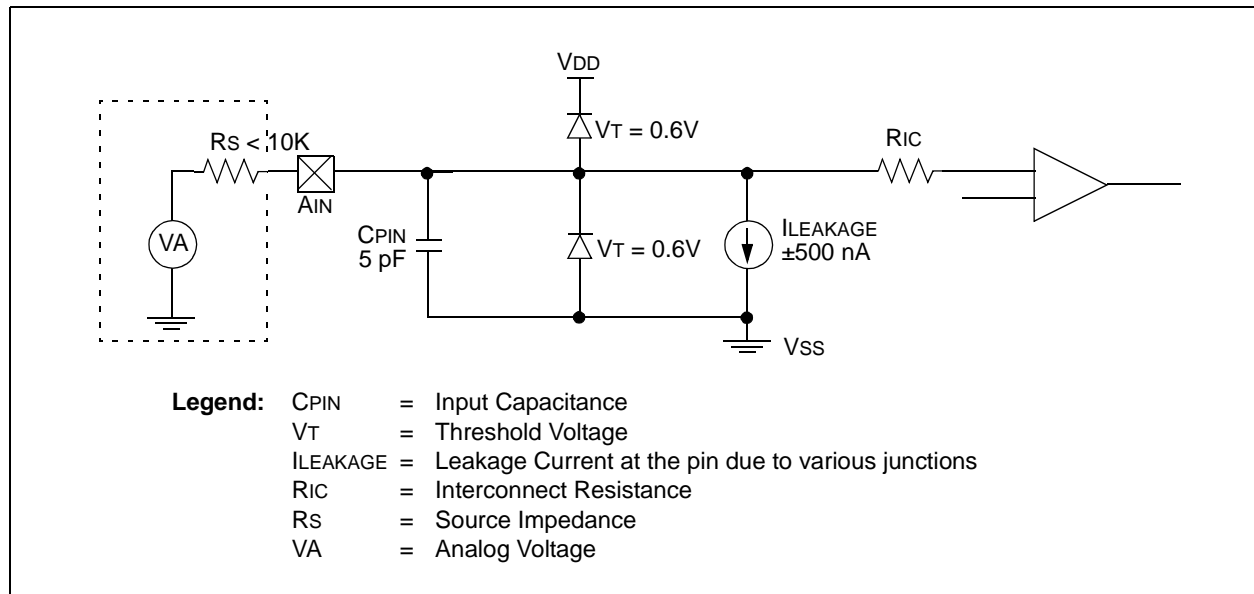 VDD
VT = 0.6V
RS < 10K
RIC
AIN
VA
CPIN
5 pF
VT = 0.6V
ILEAKAGE
±500 nA
VSS
Legend: CPIN = Input Capacitance
VT = Threshold Voltage
ILEAKAGE = Leakage Current at the pin due to various junctions
RIC = Interconnect Resistance
RS = Source Impedance
VA = Analog Voltage